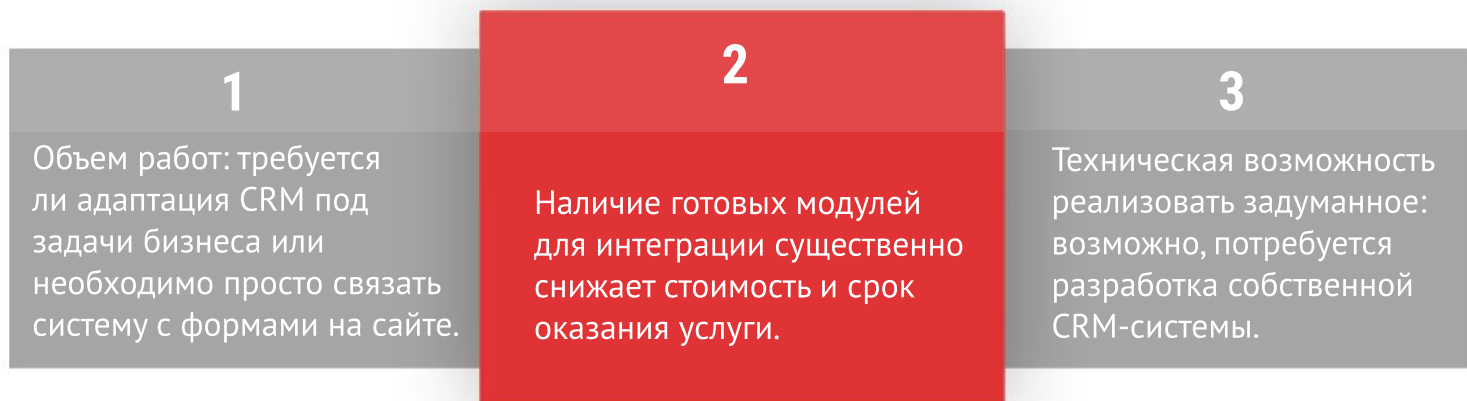 1
Объем работ: требуется
ли адаптация CRM под
задачи бизнеса или
необходимо просто связать
систему с формами на сайте.
2
Наличие готовых модулей
для интеграции существенно
снижает стоимость и срок
оказания услуги.
3
Техническая возможность
реализовать задуманное:
возможно, потребуется
разработка собственной
CRM-системы.